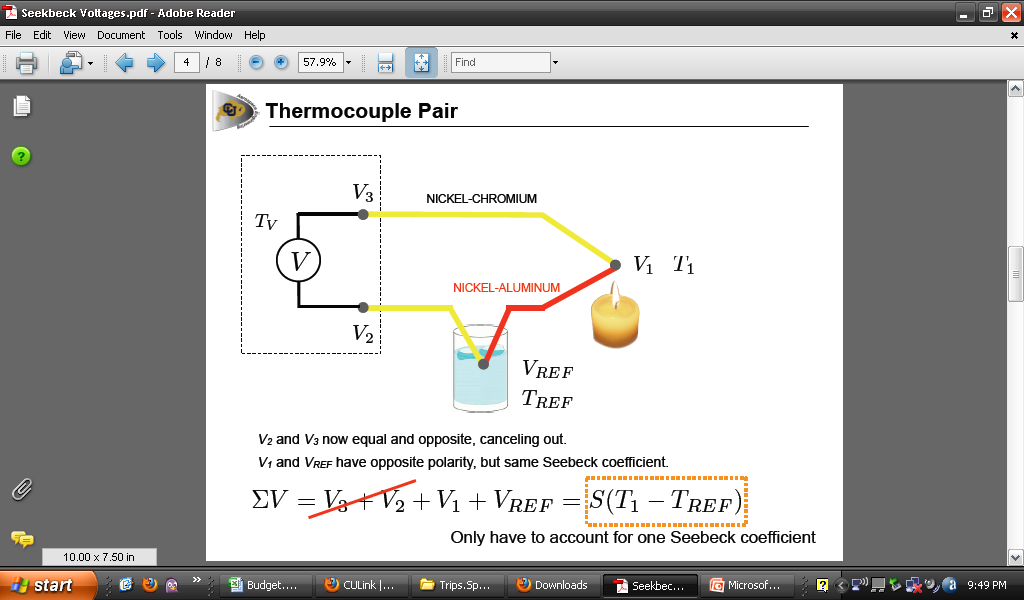 Seekbeck Voltages.pdf - Adobe Reader
File Edit View Document Tools Window Help
4 / 8 57.9% Find
CU
Thermocouple Pair
V3
NICKEL-CHROMIUM
TV
V
V1 T1
NICKEL-ALUMINUM
V2
VREF
TREF
V2 and V3 now equal and opposite, canceling out.
V1 and VREF have opposite polarity, but same Seebeck coefficient.
ΣV = V3 + V2 + V1 + VREF = S(T1 − TREF)
Only have to account for one Seebeck coefficient
10.00 x 7.50 in
start » Budget.... CULink |... Trips.Sp... Downloads Seekbec... Microsof... 9:49 PM